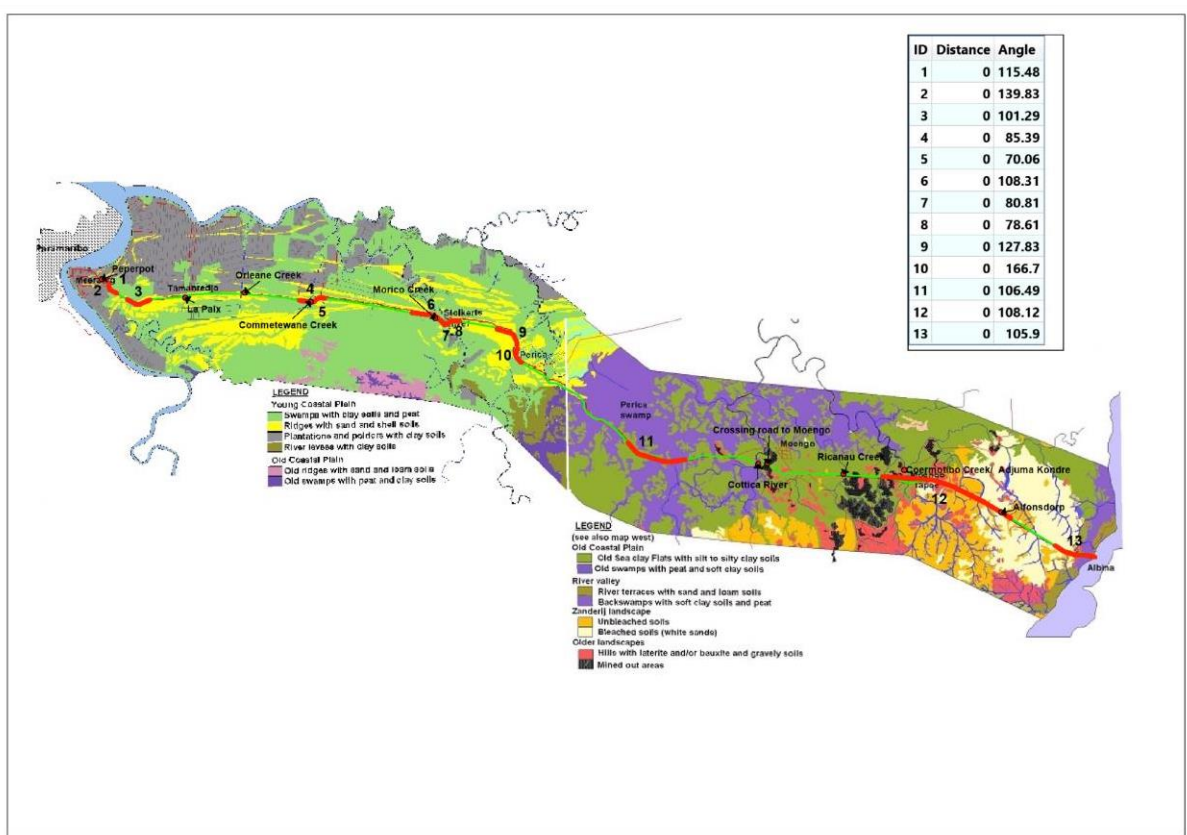 ID Distance Angle
1 0 115.48
2 0 139.83
3 0 101.29
4 0 85.39
5 0 70.06
6 0 108.31
7 0 80.81
8 0 78.61
9 0 127.83
10 0 166.7
11 0 106.49
12 0 108.12
13 0 105.9
Paramaribo
Peperpot
1
2
3
Tamanredjo
La Paix
Orleane Creek
4
5
Commetewane Creek
Morico Creek
6
Stolkerts
7
8
9
10
Perica
LEGEND
Young Coastal Plain
Swamps with clay soils and peat
Ridges with sand and shell soils
Plantations and polders with clay soils
River levees with clay soils
Old Coastal Plain
Old ridges with sand and loam soils
Old swamps with peat and clay soils
Perica
swamp
11
Crossing road to Moengo
Moengo
Cottica River
Ricanau Creek
Coermotibo Creek/ Adjuma Kondre
12
Alfonsdorp
13
Albina
LEGEND
(see also map west)
Old Coastal Plain
Old Sea clay Flats with silt to silty clay soils
Old swamps with peat and soft clay soils
River valley
River terraces with sand and loam soils
Backswamps with soft clay soils and peat
Zanderij landscape
Unbleached soils
Bleached soils (white sands)
Older landscapes
Hills with laterite and/or bauxite and gravely soils
Mined out areas